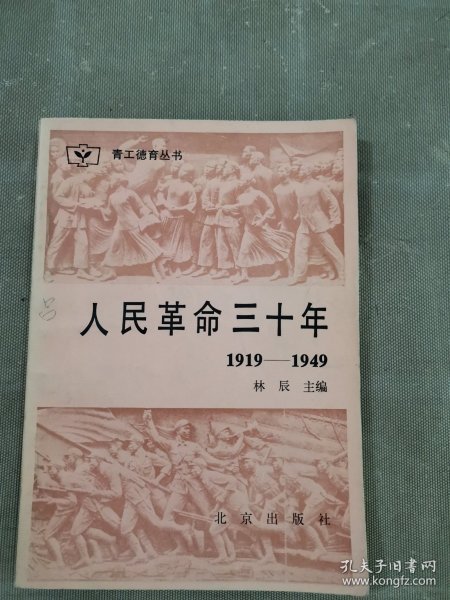 青工德育丛书
人民革命三十年
1919——1949
林辰 主编
北京出版社
孔夫子旧书网
www.kongfz.com